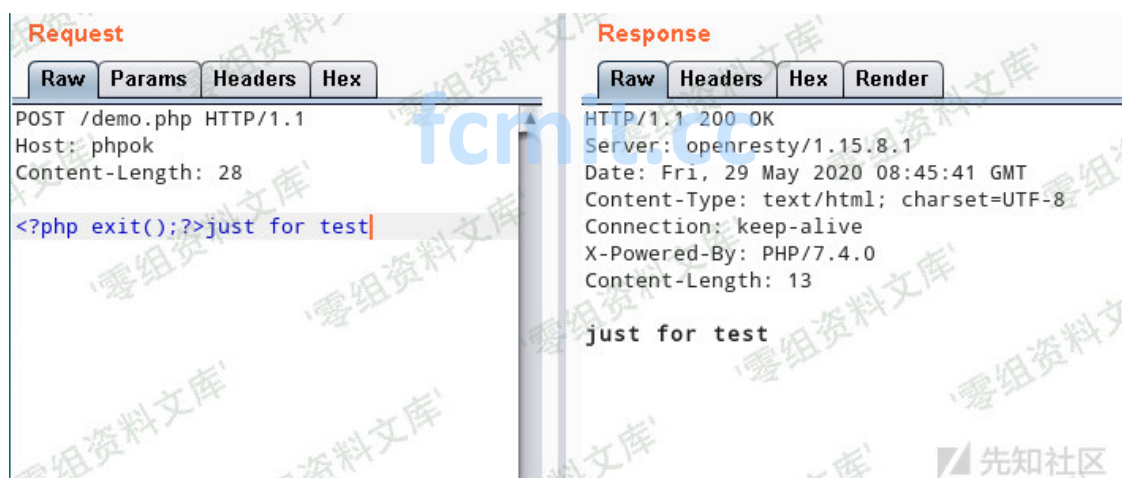 Request
Raw Params Headers Hex
POST /demo.php HTTP/1.1
Host: phpok
Content-Length: 28
<?php exit();?>just for test
Response
Raw Headers Hex Render
HTTP/1.1 200 OK
Server: openresty/1.15.8.1
Date: Fri, 29 May 2020 08:45:41 GMT
Content-Type: text/html; charset=UTF-8
Connection: keep-alive
X-Powered-By: PHP/7.4.0
Content-Length: 13
just for test
fcmit.cc
'零组资料文库'
先知社区